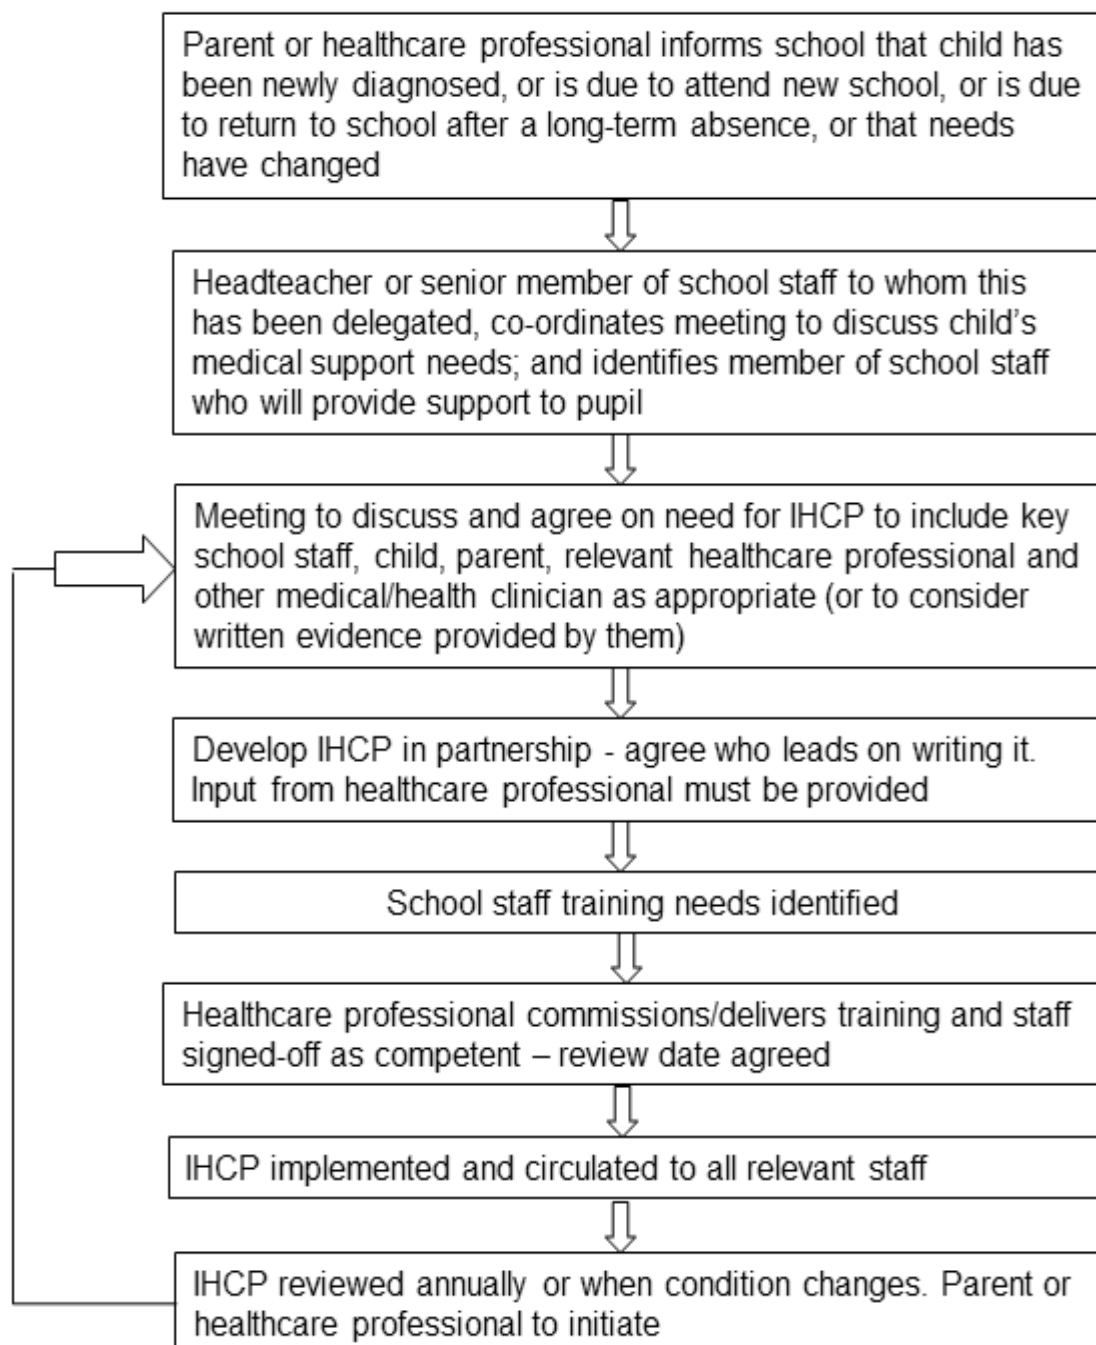 Parent or healthcare professional informs school that child has
been newly diagnosed, or is due to attend new school, or is due
to return to school after a long-term absence, or that needs
have changed
Headteacher or senior member of school staff to whom this
has been delegated, co-ordinates meeting to discuss child's
medical support needs; and identifies member of school staff
who will provide support to pupil
Meeting to discuss and agree on need for IHCP to include key
school staff, child, parent, relevant healthcare professional and
other medical/health clinician as appropriate (or to consider
written evidence provided by them)
Develop IHCP in partnership - agree who leads on writing it.
Input from healthcare professional must be provided
School staff training needs identified
Healthcare professional commissions/delivers training and staff
signed-off as competent – review date agreed
IHCP implemented and circulated to all relevant staff
IHCP reviewed annually or when condition changes. Parent or
healthcare professional to initiate